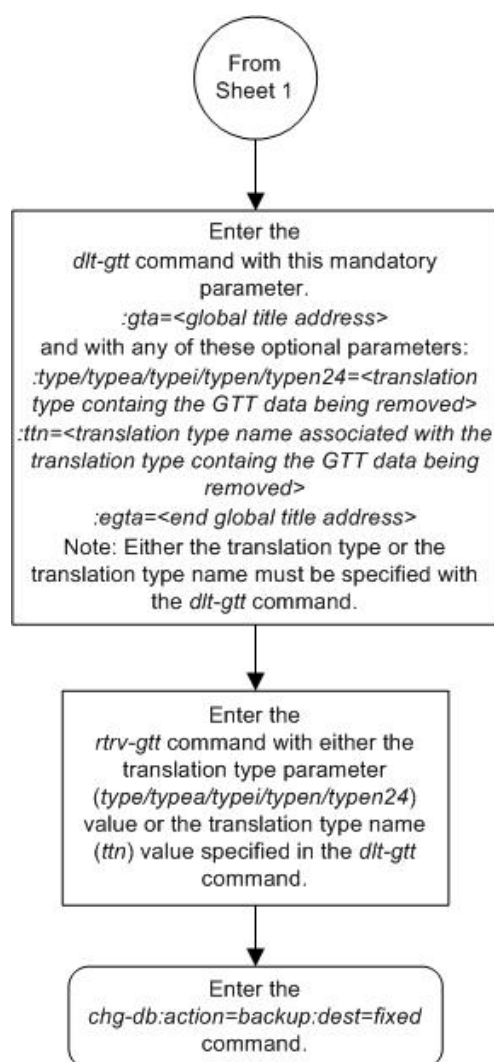 From
Sheet 1
Enter the
dlt-gtt command with this mandatory
parameter.
:gta=<global title address>
and with any of these optional parameters:
:type/typea/typei/typen/typen24=<translation
type containg the GTT data being removed>
:ttn=<translation type name associated with the
translation type containg the GTT data being
removed>
:egta=<end global title address>
Note: Either the translation type or the
translation type name must be specified with
the dlt-gtt command.
Enter the
rtrv-gtt command with either the
translation type parameter
(type/typea/typei/typen/typen24)
value or the translation type name
(ttn) value specified in the dlt-gtt
command.
Enter the
chg-db:action=backup:dest=fixed
command.